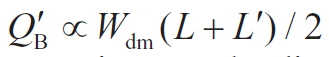 Q′_B ∝ W_dm (L + L′) / 2